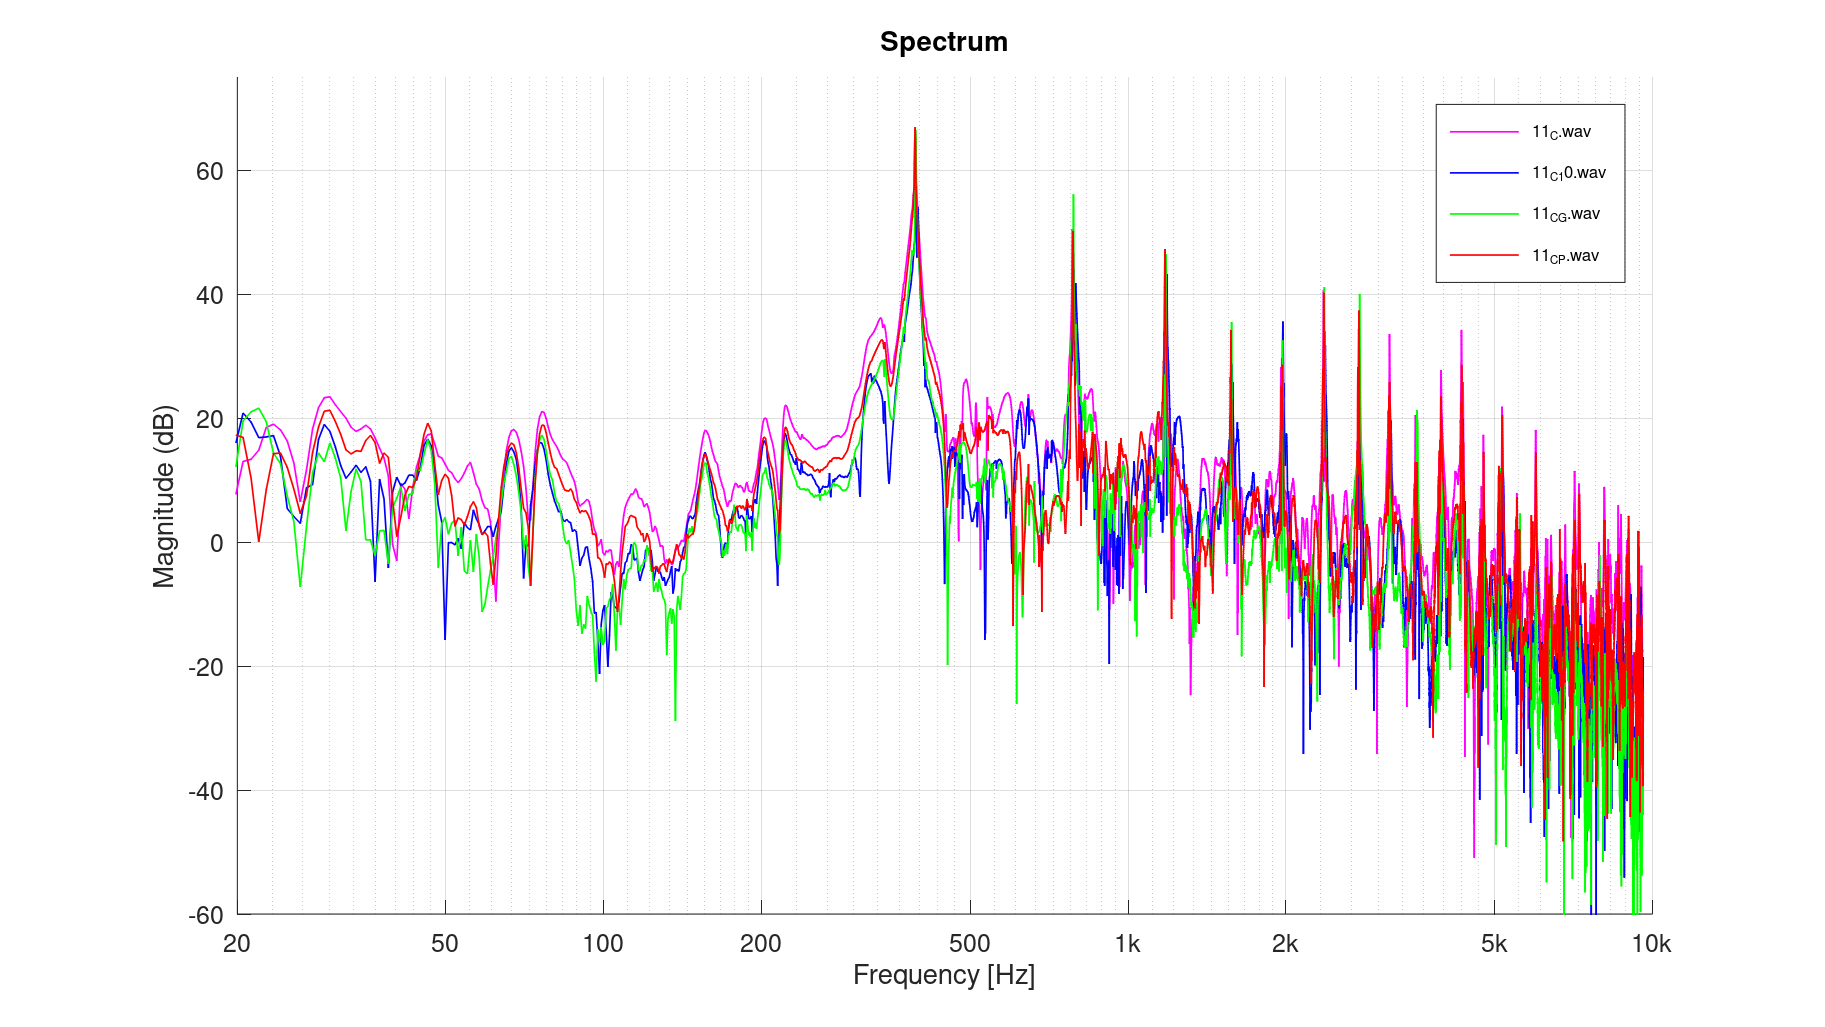 Spectrum
11C.wav
11C10.wav
11CG.wav
11CP.wav
Magnitude (dB)
60
40
20
0
-20
-40
-60
20 50 100 200 500 1k 2k 5k 10k
Frequency [Hz]